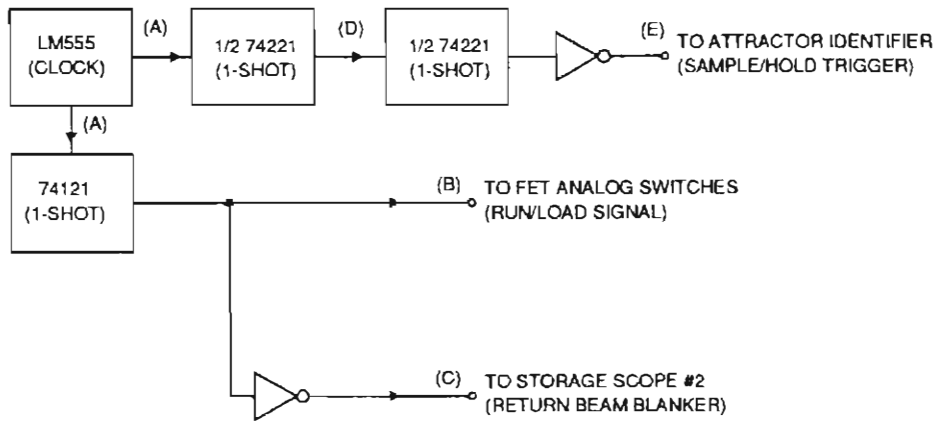 LM555
(CLOCK)
(A)
1/2 74221
(1-SHOT)
(D)
1/2 74221
(1-SHOT)
(E)
TO ATTRACTOR IDENTIFIER
(SAMPLE/HOLD TRIGGER)
(A)
74121
(1-SHOT)
(B)
TO FET ANALOG SWITCHES
(RUN/LOAD SIGNAL)
(C)
TO STORAGE SCOPE #2
(RETURN BEAM BLANKER)